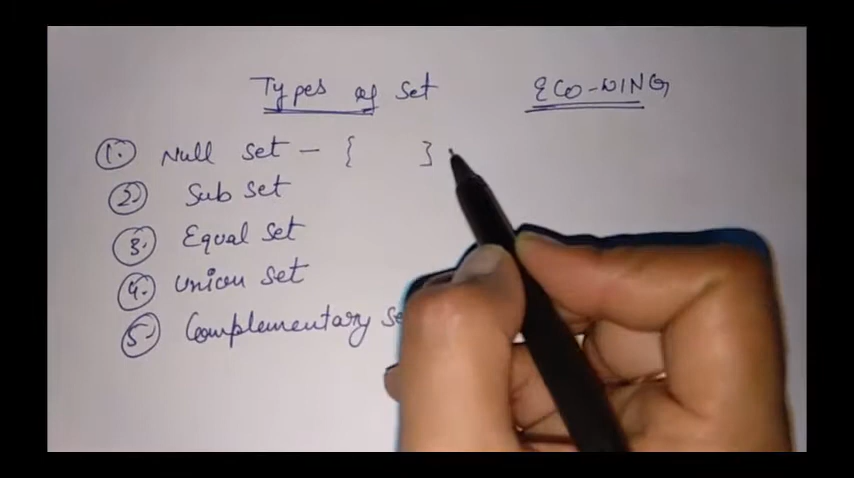 Types of Set
ECO-WING
1. Null set - { }
2. Sub set
3. Equal set
4. Union set
5. Complementary se